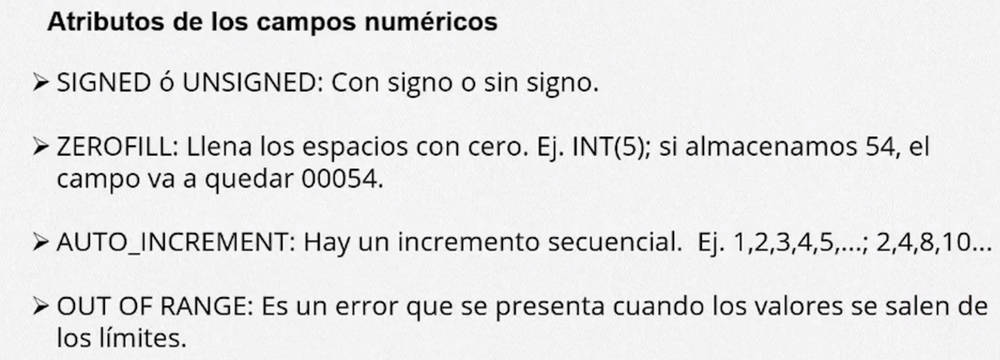 Atributos de los campos numéricos
➢ SIGNED ó UNSIGNED: Con signo o sin signo.
➢ ZEROFILL: Llena los espacios con cero. Ej. INT(5); si almacenamos 54, el
campo va a quedar 00054.
➢ AUTO_INCREMENT: Hay un incremento secuencial.  Ej. 1,2,3,4,5,...; 2,4,8,10...
➢ OUT OF RANGE: Es un error que se presenta cuando los valores se salen de
los límites.